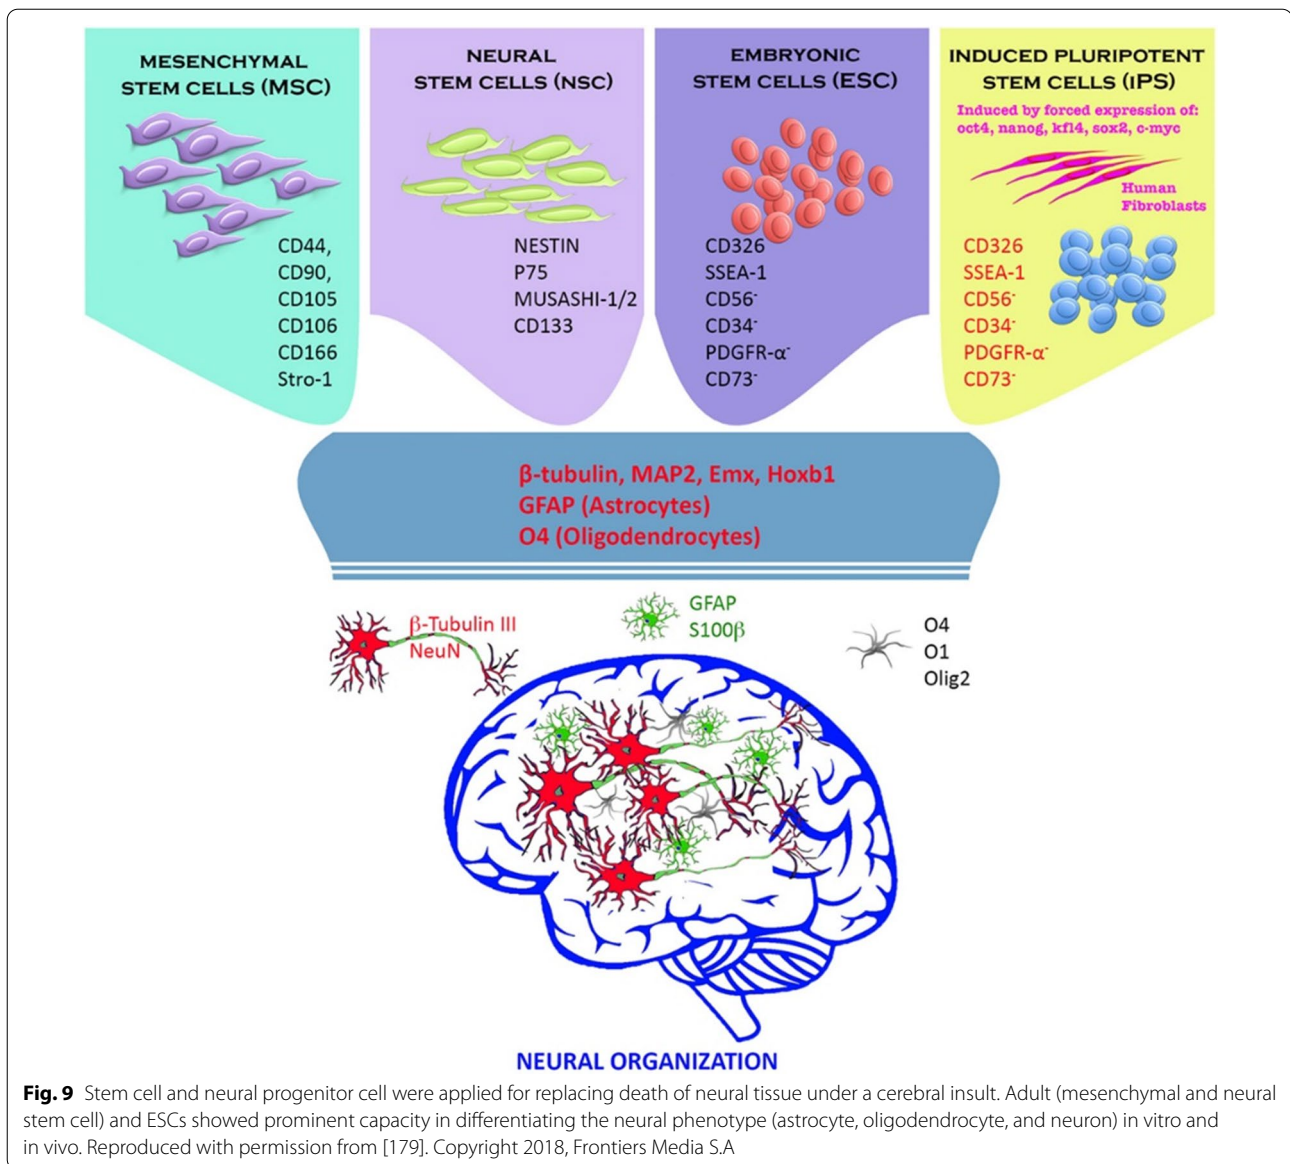 MESENCHYMAL
STEM CELLS (MSC)
CD44,
CD90,
CD105
CD106
CD166
Stro-1
NEURAL
STEM CELLS (NSC)
NESTIN
P75
MUSASHI-1/2
CD133
EMBRYONIC
STEM CELLS (ESC)
CD326
SSEA-1
CD56⁻
CD34⁻
PDGFR-α⁻
CD73⁻
INDUCED PLURIPOTENT
STEM CELLS (IPS)
Induced by forced expression of:
oct4, nanog, kfl4, sox2, c-myc
Human
Fibroblasts
CD326
SSEA-1
CD56⁻
CD34⁻
PDGFR-α⁻
CD73⁻
β-tubulin, MAP2, Emx, Hoxb1
GFAP (Astrocytes)
O4 (Oligodendrocytes)
β-Tubulin III
NeuN
GFAP
S100β
O4
O1
Olig2
NEURAL ORGANIZATION
Fig. 9 Stem cell and neural progenitor cell were applied for replacing death of neural tissue under a cerebral insult. Adult (mesenchymal and neural
stem cell) and ESCs showed prominent capacity in differentiating the neural phenotype (astrocyte, oligodendrocyte, and neuron) in vitro and
in vivo. Reproduced with permission from [179]. Copyright 2018, Frontiers Media S.A